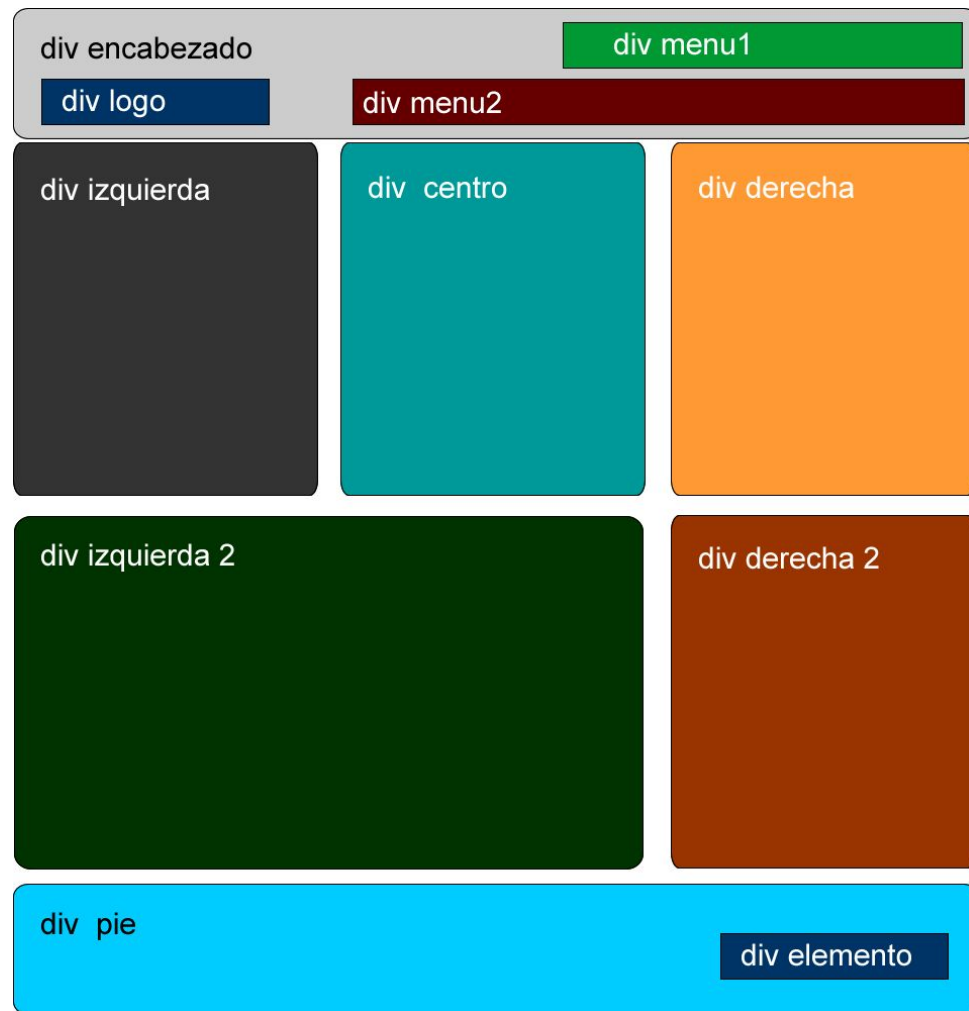 div encabezado
div menu1
div logo
div menu2
div izquierda
div  centro
div derecha
div izquierda 2
div derecha 2
div  pie
div elemento